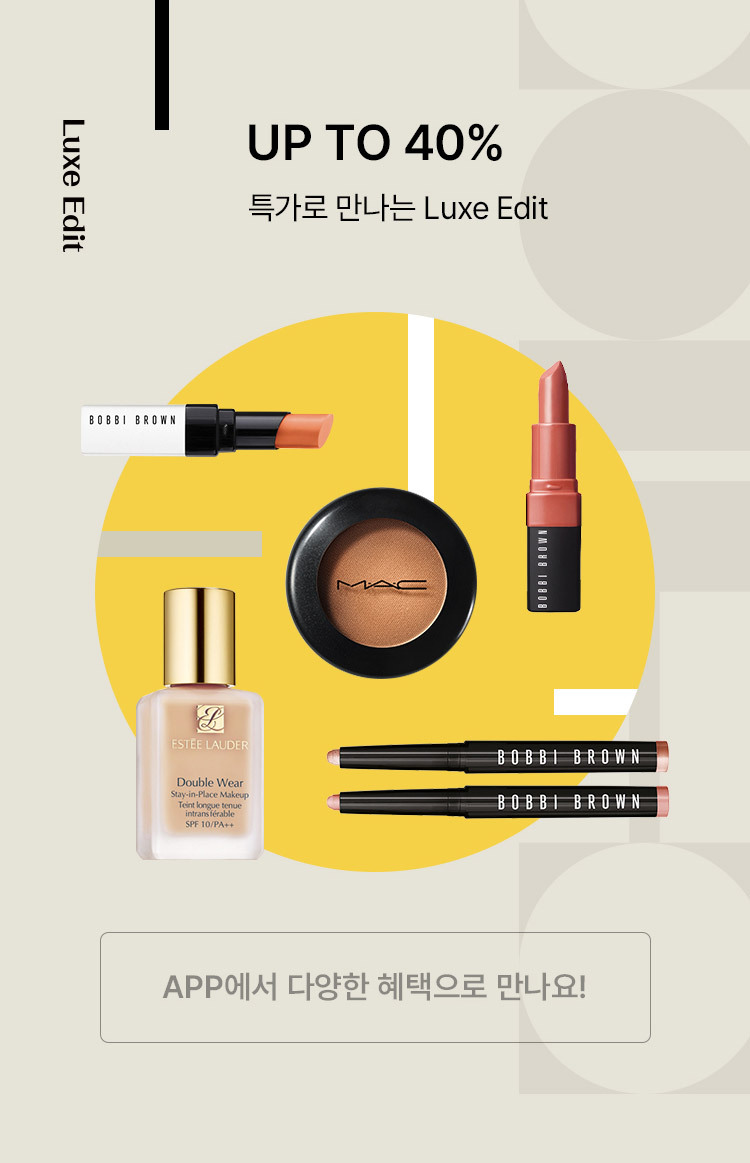 Luxe Edit
UP TO 40%
특가로 만나는 Luxe Edit
BOBBI BROWN
BOBBI BROWN
MAC
ESTĒE LAUDER
Double Wear
Stay-in-Place Makeup
Teint longue tenue
intransférable
SPF 10/PA++
BOBBI BROWN
BOBBI BROWN
APP에서 다양한 혜택으로 만나요!